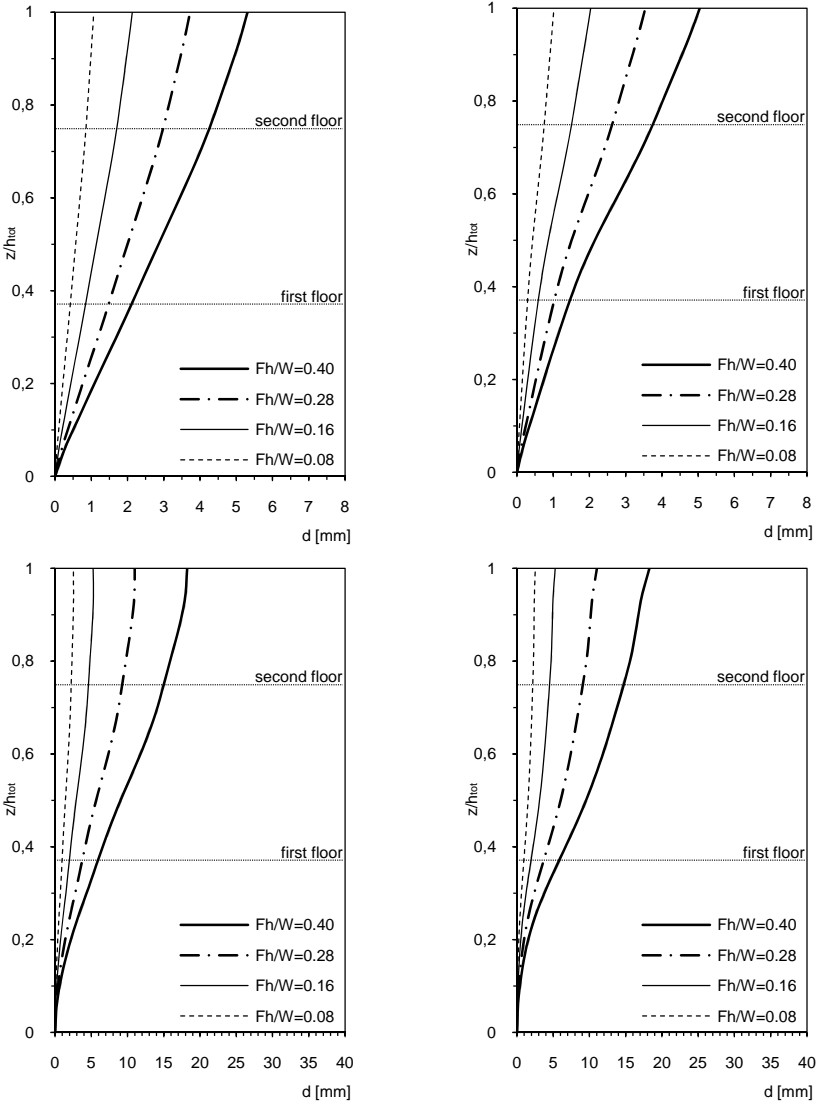 1
0,8
second floor
0,6
z/htot
0,4
first floor
Fh/W=0.40
0,2
Fh/W=0.28
Fh/W=0.16
Fh/W=0.08
0
0 1 2 3 4 5 6 7 8
d [mm]
1
0,8
second floor
0,6
z/htot
0,4
first floor
Fh/W=0.40
0,2
Fh/W=0.28
Fh/W=0.16
Fh/W=0.08
0
0 1 2 3 4 5 6 7 8
d [mm]
1
0,8
second floor
0,6
z/htot
0,4
first floor
Fh/W=0.40
0,2
Fh/W=0.28
Fh/W=0.16
Fh/W=0.08
0
0 5 10 15 20 25 30 35 40
d [mm]
1
0,8
second floor
0,6
z/htot
0,4
first floor
Fh/W=0.40
0,2
Fh/W=0.28
Fh/W=0.16
Fh/W=0.08
0
0 5 10 15 20 25 30 35 40
d [mm]